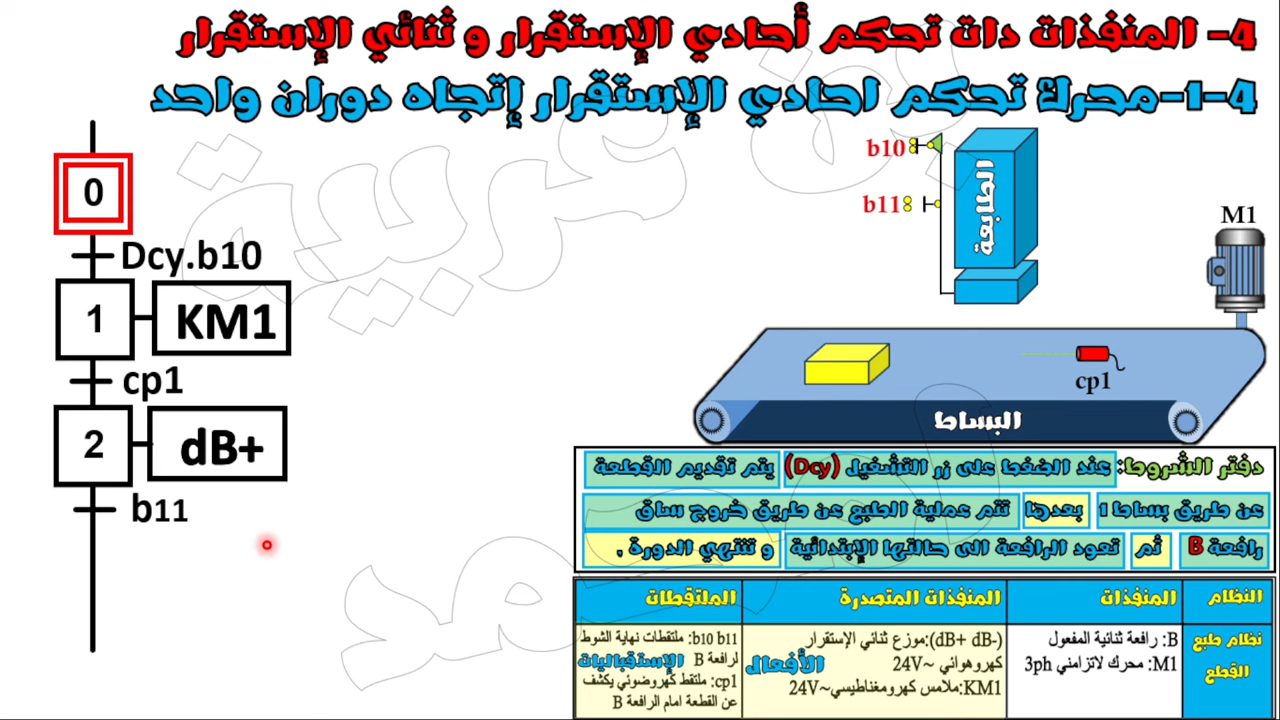 4- المنفذات دات تحكم أحادي الإستقرار و ثنائي الإستقرار
4-1-محرك تحكم احادي الإستقرار إتجاه دوران واحد
0
Dcy.b10
1
KM1
cp1
2
dB+
b11
b10
b11
الطابعة
M1
cp1
البساط
دفتر الشروط: عند الضغط على زر التشغيل (Dcy) يتم تقديم القطعة
عن طريق بساط 1 بعدها تتم عملية الطبع عن طريق خروج ساق
رافعة B ثم تعود الرافعة الى حالتها الإبتدائية و تنتهي الدورة .
النظام
المنفذات
المنفذات المتصدرة
الملتقطات
نظام طبع
القطع
B: رافعة ثنائية المفعول
M1: محرك لاتزامني 3ph
(dB+ dB-):موزع ثنائي الإستقرار
كهروهوائي ~24V
الأفعال
KM1:ملامس كهرومغناطيسي~24V
b10 b11: ملتقطات نهاية الشوط
لرافعة B
الإستقباليات
cp1: ملتقط كهروضوئي يكشف
عن القطعة امام الرافعة B